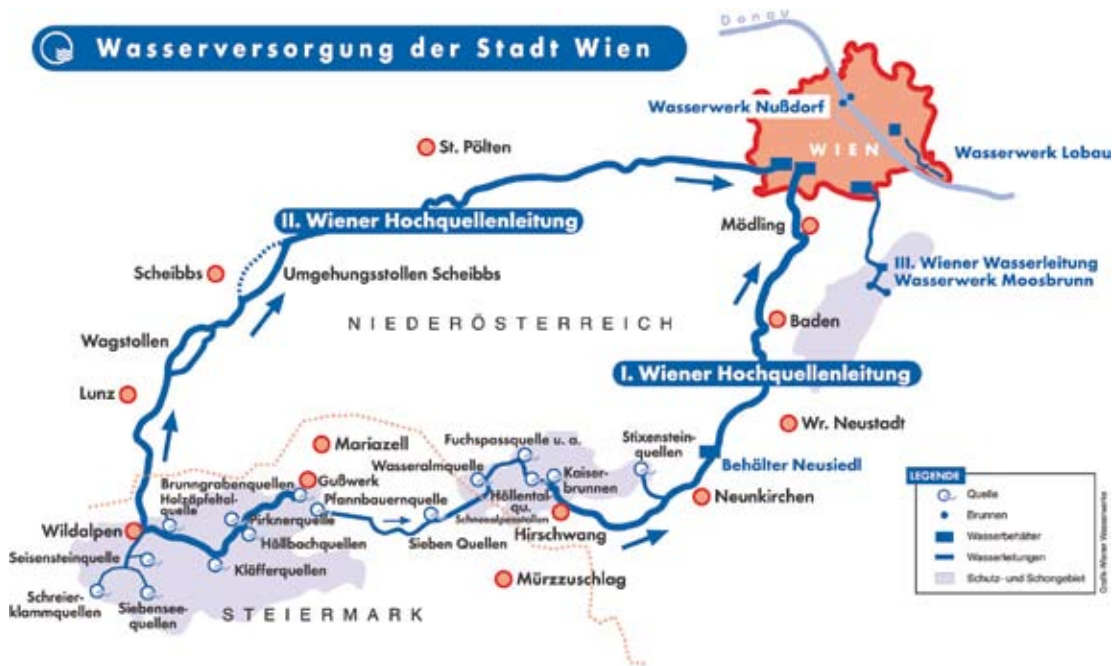 Wasserversorgung der Stadt Wien
Donau
Wasserwerk Nußdorf
WIEN
Wasserwerk Lobau
St. Pölten
II. Wiener Hochquellenleitung
Mödling
Scheibbs
Umgehungsstollen Scheibbs
III. Wiener Wasserleitung
Wasserwerk Moosbrunn
NIEDERÖSTERREICH
Baden
Wagstollen
I. Wiener Hochquellenleitung
Lunz
Wr. Neustadt
Mariazell
Fuchspassquelle u. a.
Stixenstein-
quellen
Wasseralmquelle
Kaiser-
brunnen
Behälter Neusiedl
Brunngrabenquellen
Gußwerk
Holzäpfeltal-
quelle
Pfannbauernquelle
Höllental-
qu.
Neunkirchen
Pirknerquelle
Schneealpenstollen
Wildalpen
Höllbachquellen
Sieben Quellen
Hirschwang
Seisensteinquelle
Kläfferquellen
Mürzzuschlag
Schreier-
klammquellen
Siebensee-
quellen
STEIERMARK
LEGENDE
Quelle
Brunnen
Wasserbehälter
Wasserleitungen
Schutz- und Schongebiet
Grafik-Wiener Wasserwerke